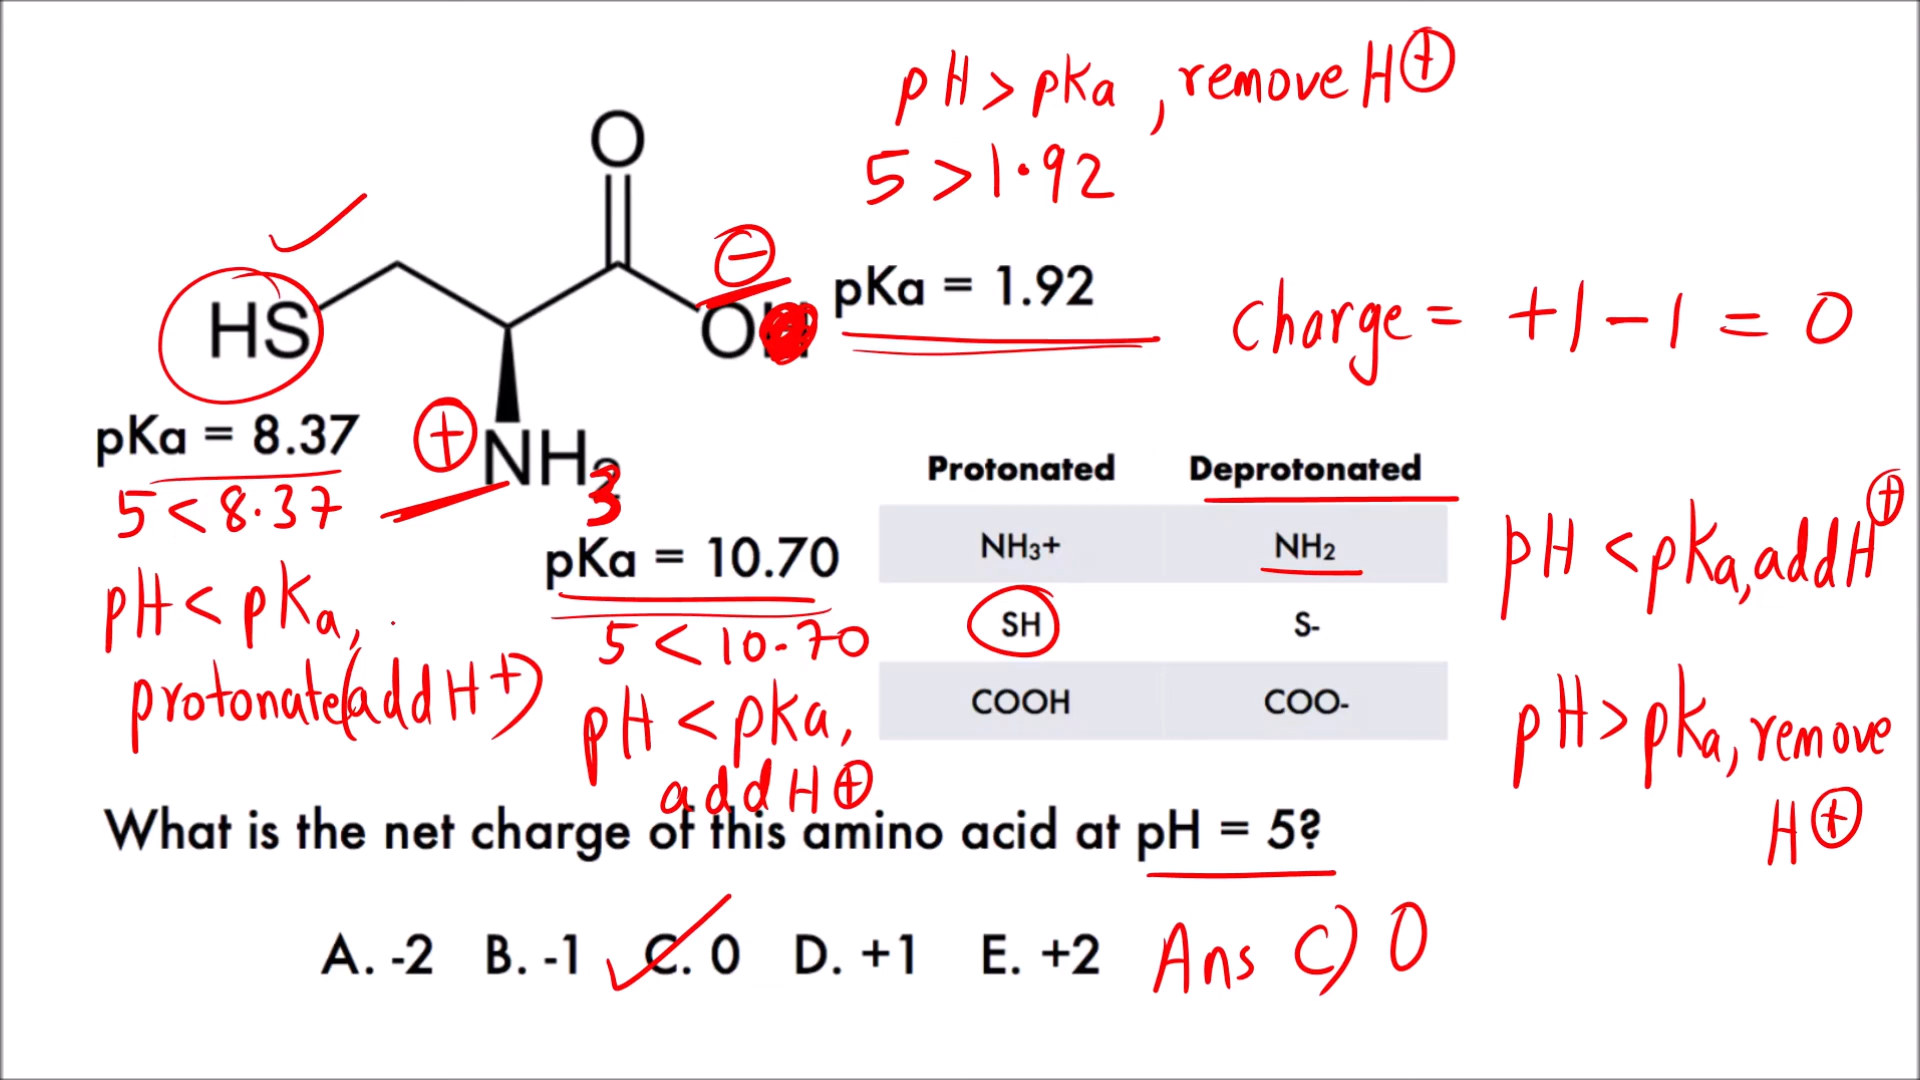 pH > pKa , remove H⊕
5 > 1.92
O
⊖
HS
O
pKa = 1.92
charge = +1 - 1 = 0
pKa = 8.37
⊕
NH3
5 < 8.37
pKa = 10.70
5 < 10.70
pH < pKa,
protonate(add H+)
pH < pKa,
add H⊕
Protonated Deprotonated
NH₃+ NH₂
SH S-
COOH COO-
pH < pKa, add H⊕
pH > pKa, remove
H⊕
What is the net charge of this amino acid at pH = 5?
A. -2 B. -1 C. 0 D. +1 E. +2
Ans C) 0